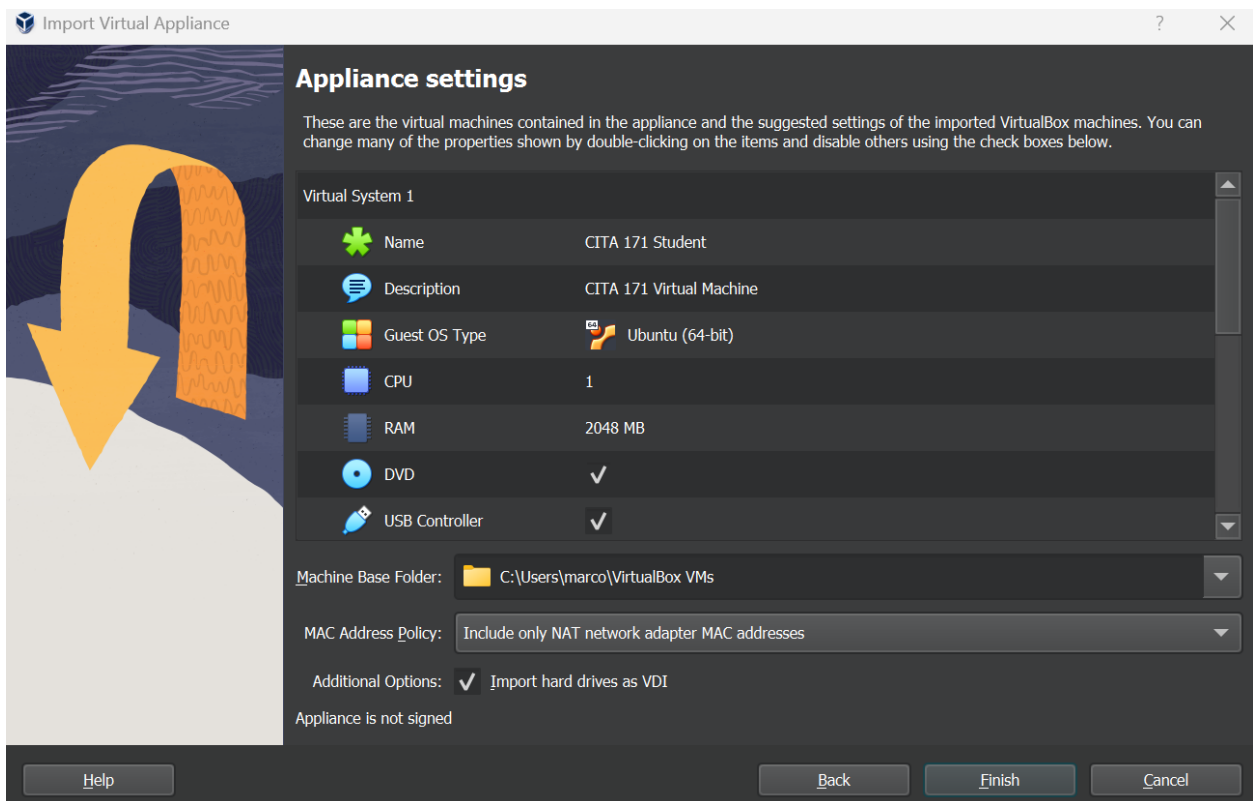 Import Virtual Appliance ?
Appliance settings
These are the virtual machines contained in the appliance and the suggested settings of the imported VirtualBox machines. You can
change many of the properties shown by double-clicking on the items and disable others using the check boxes below.
Virtual System 1
Name CITA 171 Student
Description CITA 171 Virtual Machine
Guest OS Type 64 Ubuntu (64-bit)
CPU 1
RAM 2048 MB
DVD
USB Controller
Machine Base Folder: C:\Users\marco\VirtualBox VMs
MAC Address Policy: Include only NAT network adapter MAC addresses
Additional Options: Import hard drives as VDI
Appliance is not signed
Help Back Finish Cancel